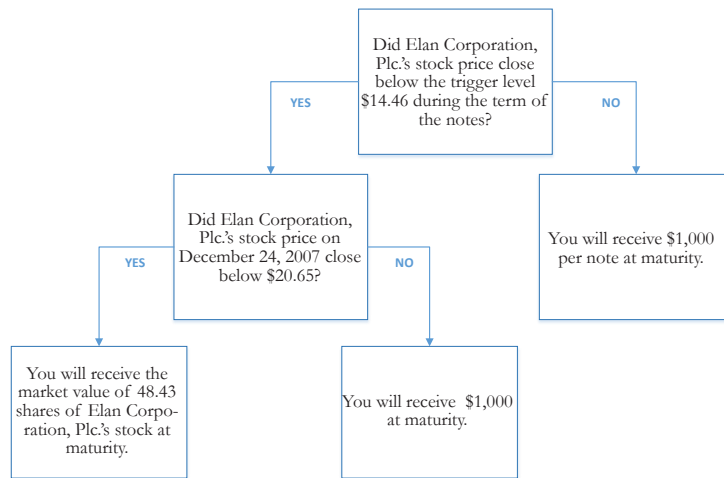 Did Elan Corporation,
Plc.'s stock price close
below the trigger level
$14.46 during the term of
the notes?
YES
NO
Did Elan Corporation,
Plc.'s stock price on
December 24, 2007 close
below $20.65?
You will receive $1,000
per note at maturity.
YES
NO
You will receive the
market value of 48.43
shares of Elan Corpo-
ration, Plc.'s stock at
maturity.
You will receive $1,000
at maturity.